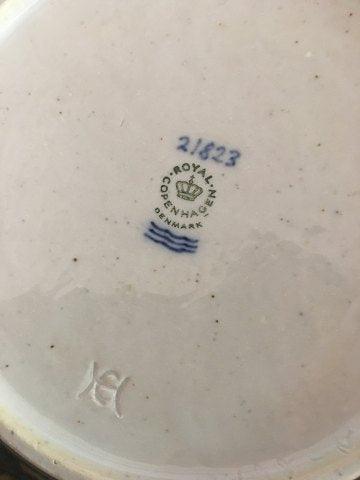 21823
ROYAL
COPENHAGEN
DENMARK